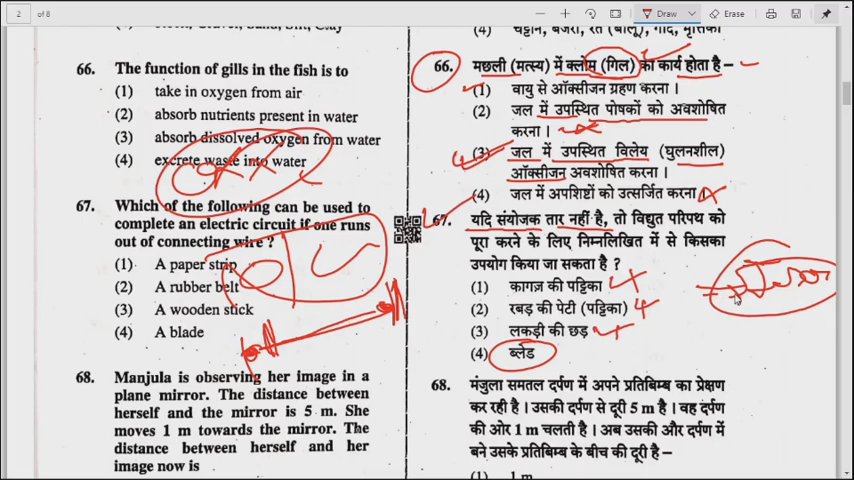 2 of 8
Draw
Erase
66. The function of gills in the fish is to
(1) take in oxygen from air
(2) absorb nutrients present in water
(3) absorb dissolved oxygen from water
(4) excrete waste into water
67. Which of the following can be used to
complete an electric circuit if one runs
out of connecting wire ?
(1) A paper strip
(2) A rubber belt
(3) A wooden stick
(4) A blade
68. Manjula is observing her image in a
plane mirror. The distance between
herself and the mirror is 5 m. She
moves 1 m towards the mirror. The
distance between herself and her
image now is
(4) चट्टान, बजरी, रेत (बालू), गाद, मृत्तिका
66. मछली (मत्स्य) में क्लोम (गिल) का कार्य होता है –
(1) वायु से ऑक्सीजन ग्रहण करना ।
(2) जल में उपस्थित पोषकों को अवशोषित
करना ।
(3) जल में उपस्थित विलेय (घुलनशील)
ऑक्सीजन अवशोषित करना ।
(4) जल में अपशिष्टों को उत्सर्जित करना ।
67. यदि संयोजक तार नहीं है, तो विद्युत परिपथ को
पूरा करने के लिए निम्नलिखित में से किसका
उपयोग किया जा सकता है ?
(1) कागज़ की पट्टिका
(2) रबड़ की पेटी (पट्टिका)
(3) लकड़ी की छड़
(4) ब्लेड
68. मंजुला समतल दर्पण में अपने प्रतिबिम्ब का प्रेक्षण
कर रही है । उसकी दर्पण से दूरी 5 m है । वह दर्पण
की ओर 1 m चलती है । अब उसकी और दर्पण में
बने उसके प्रतिबिम्ब के बीच की दूरी है –
(1) 1 m